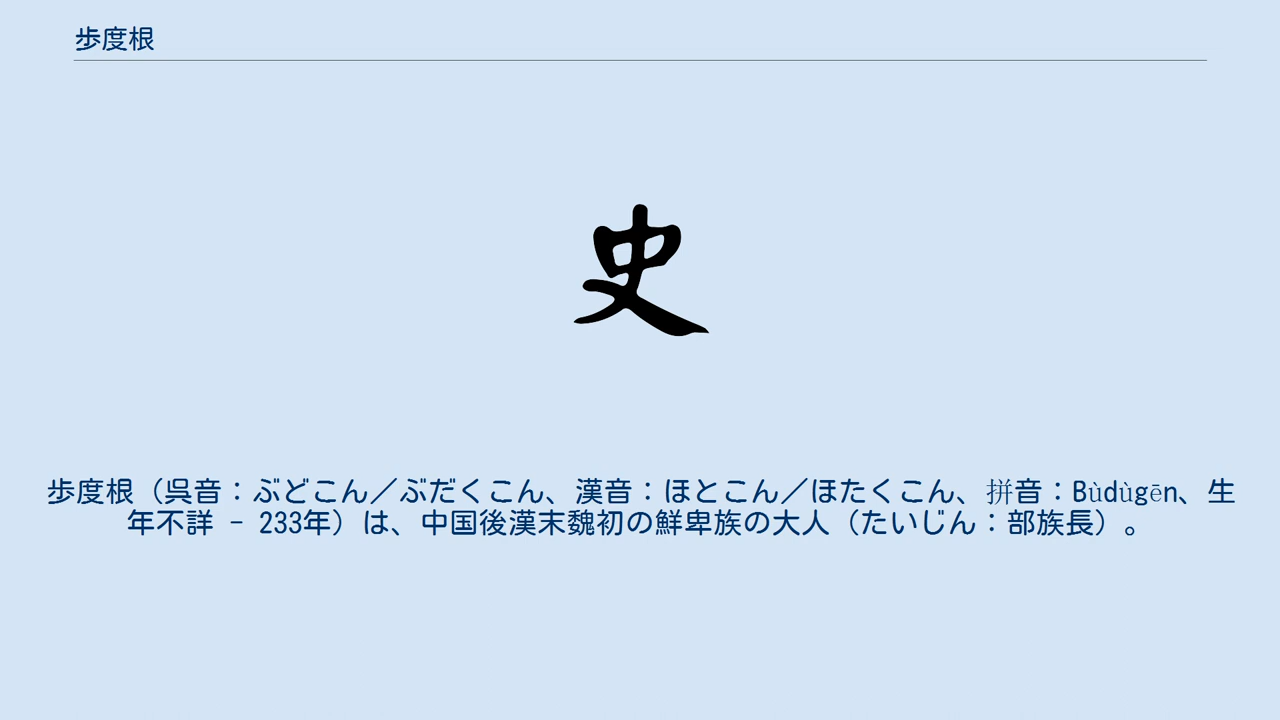 歩度根
史
歩度根（呉音：ぶどこん／ぶだくこん、漢音：ほとこん／ほたくこん、拼音：Bùdùgēn、生
年不詳 - 233年）は、中国後漢末魏初の鮮卑族の大人（たいじん：部族長）。